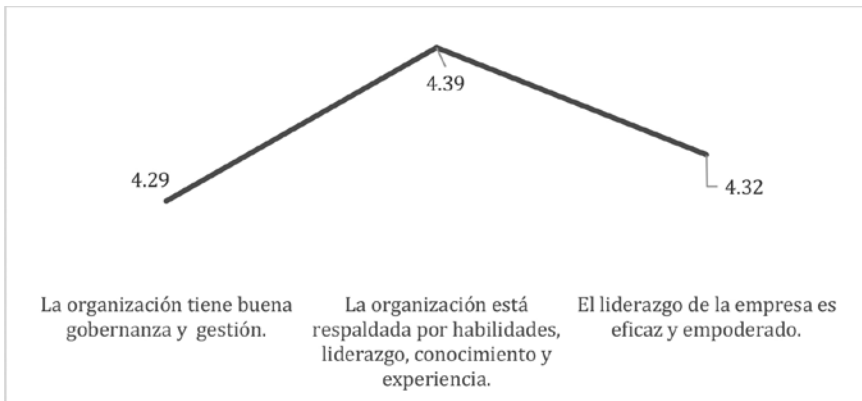 4.39
4.29
4.32
La organización tiene buena
gobernanza y gestión.
La organización está
respaldada por habilidades,
liderazgo, conocimiento y
experiencia.
El liderazgo de la empresa es
eficaz y empoderado.